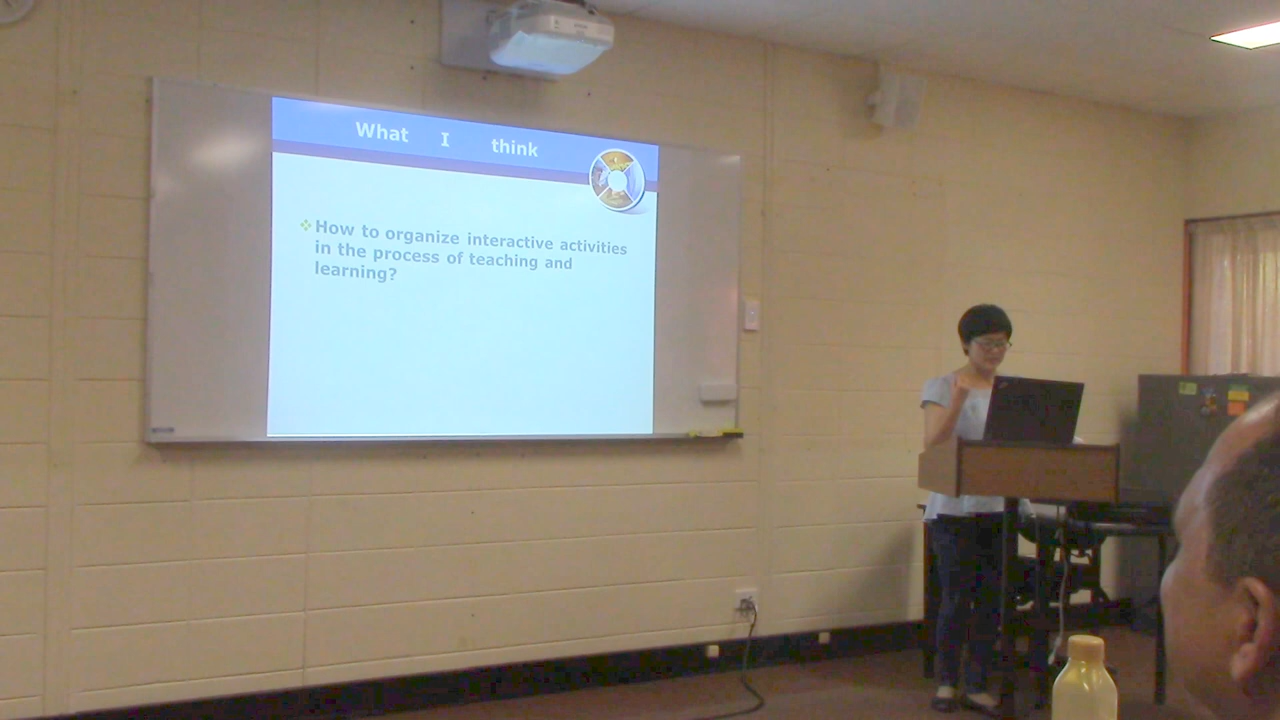 What I think
How to organize interactive activities
in the process of teaching and
learning?